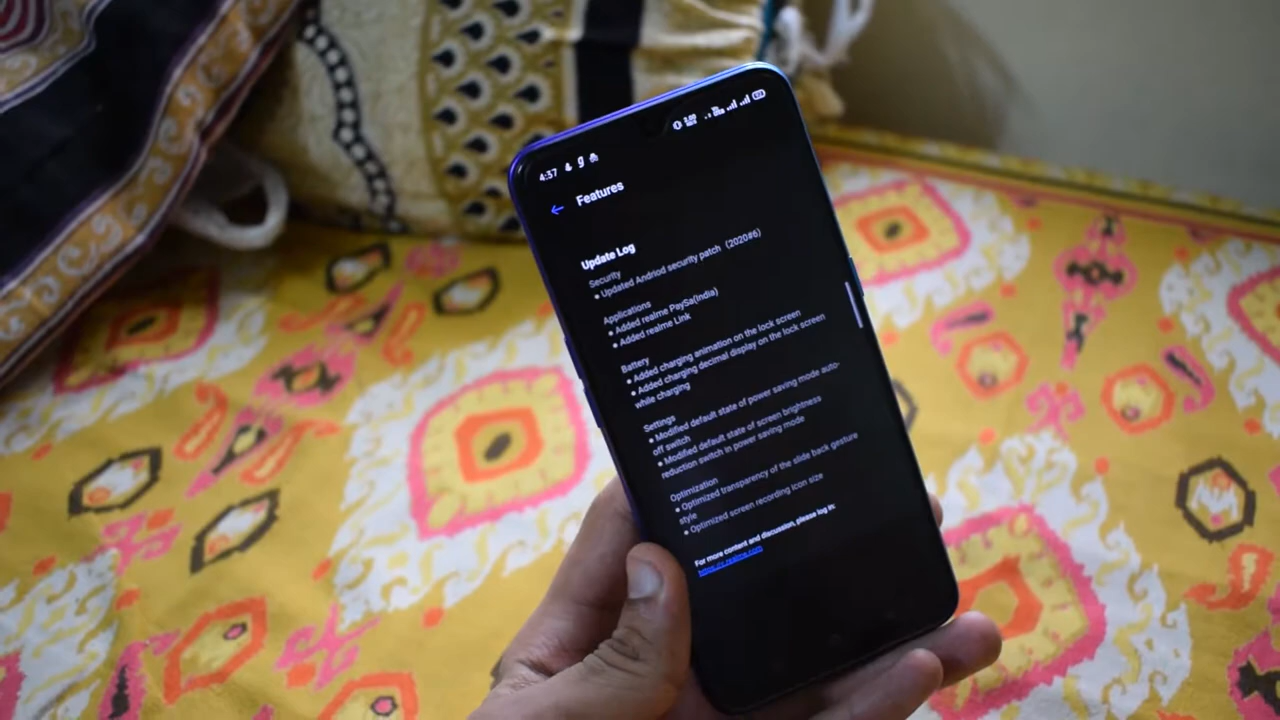 4:37
Features
Update Log
Security
• Updated Andriod security patch (2020#6)
Applications
• Added realme PaySa(India)
• Added realme Link
Battery
• Added charging animation on the lock screen
• Added charging decimal display on the lock screen
while charging
Settings
• Modified default state of power saving mode auto-
off switch
• Modified default state of screen brightness
reduction switch in power saving mode
Optimization
• Optimized transparency of the slide back gesture
style
• Optimized screen recording icon size
For more content and discussion, please log in:
https://c.realme.com